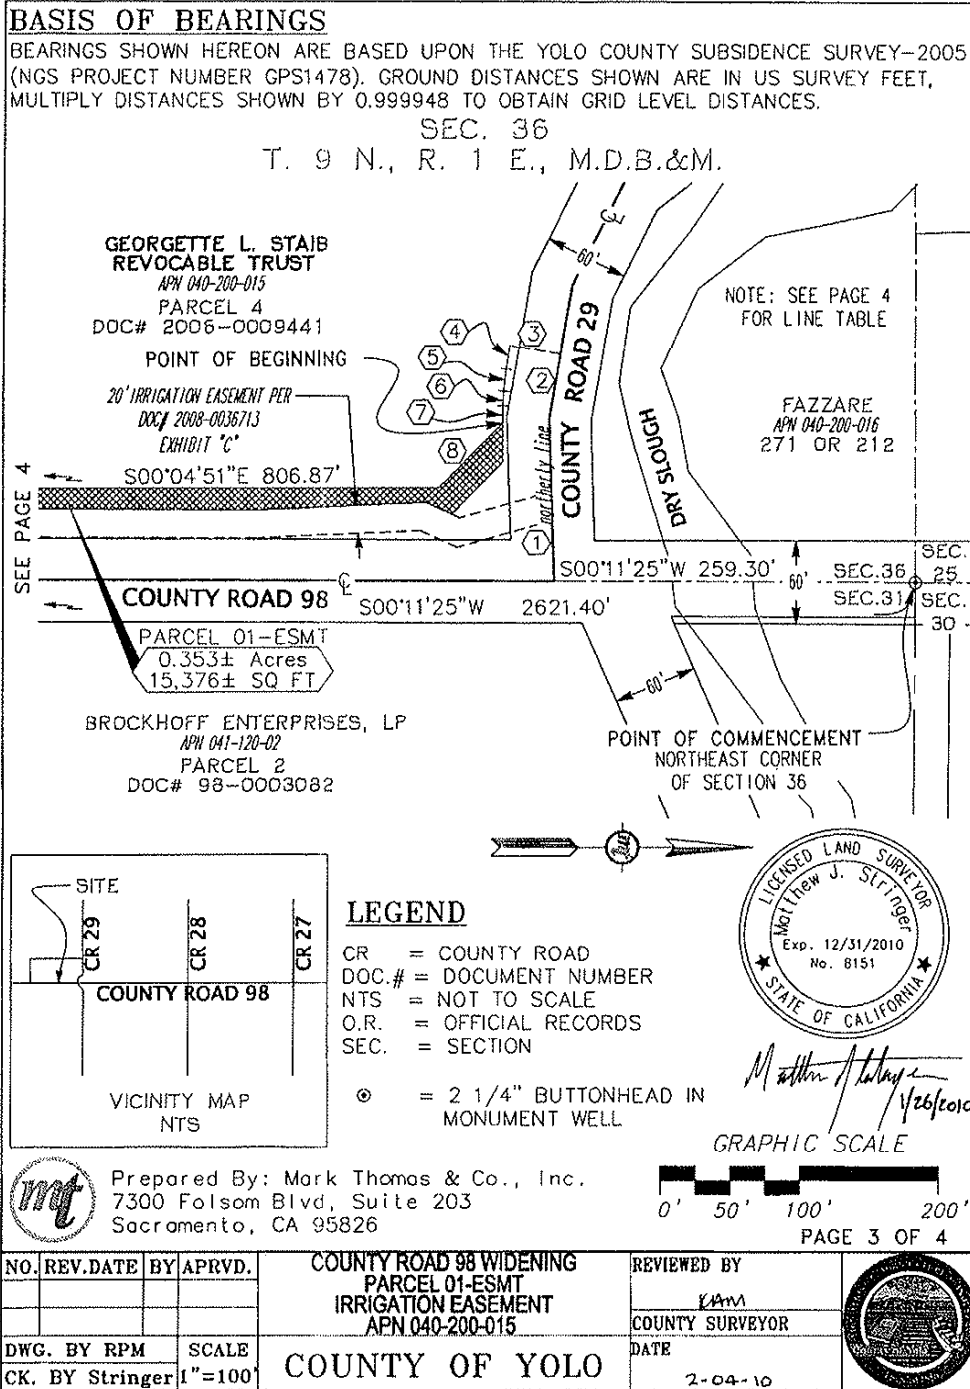 BASIS OF BEARINGS
BEARINGS SHOWN HEREON ARE BASED UPON THE YOLO COUNTY SUBSIDENCE SURVEY-2005
(NGS PROJECT NUMBER GPS1478). GROUND DISTANCES SHOWN ARE IN US SURVEY FEET,
MULTIPLY DISTANCES SHOWN BY 0.999948 TO OBTAIN GRID LEVEL DISTANCES.
SEC. 36
T. 9 N., R. 1 E., M.D.B.&M.
GEORGETTE L. STAIB
REVOCABLE TRUST
APN 040-200-015
PARCEL 4
DOC# 2006-0009441
POINT OF BEGINNING
20' IRRIGATION EASEMENT PER
DOC# 2008-0036713
EXHIBIT "C"
S00°04'51"E 806.87'
SEE PAGE 4
4
3
5
2
6
7
8
1
northerly line
COUNTY ROAD 29
CL
60'
DRY SLOUGH
NOTE: SEE PAGE 4
FOR LINE TABLE
FAZZARE
APN 040-200-016
271 OR 212
S00°11'25"W 259.30'
60'
SEC.36
SEC.
25
SEC.31
SEC.
30
COUNTY ROAD 98
CL
S00°11'25"W 2621.40'
PARCEL 01-ESMT
0.353± Acres
15,376± SQ FT
BROCKHOFF ENTERPRISES, LP
APN 041-120-02
PARCEL 2
DOC# 98-0003082
60'
POINT OF COMMENCEMENT
NORTHEAST CORNER
OF SECTION 36
LICENSED LAND SURVEYOR
Matthew J. Stringer
Exp. 12/31/2010
No. 8151
STATE OF CALIFORNIA
1/26/2010
SITE
CR 29
CR 28
CR 27
COUNTY ROAD 98
VICINITY MAP
NTS
LEGEND
CR = COUNTY ROAD
DOC.# = DOCUMENT NUMBER
NTS = NOT TO SCALE
O.R. = OFFICIAL RECORDS
SEC. = SECTION
= 2 1/4" BUTTONHEAD IN
MONUMENT WELL
GRAPHIC SCALE
0' 50' 100' 200'
PAGE 3 OF 4
mt
Prepared By: Mark Thomas & Co., Inc.
7300 Folsom Blvd, Suite 203
Sacramento, CA 95826
NO. REV.DATE BY APRVD.
DWG. BY RPM
SCALE
CK. BY Stringer
1"=100'
COUNTY ROAD 98 WIDENING
PARCEL 01-ESMT
IRRIGATION EASEMENT
APN 040-200-015
COUNTY OF YOLO
REVIEWED BY
KAM
COUNTY SURVEYOR
DATE
2-04-10